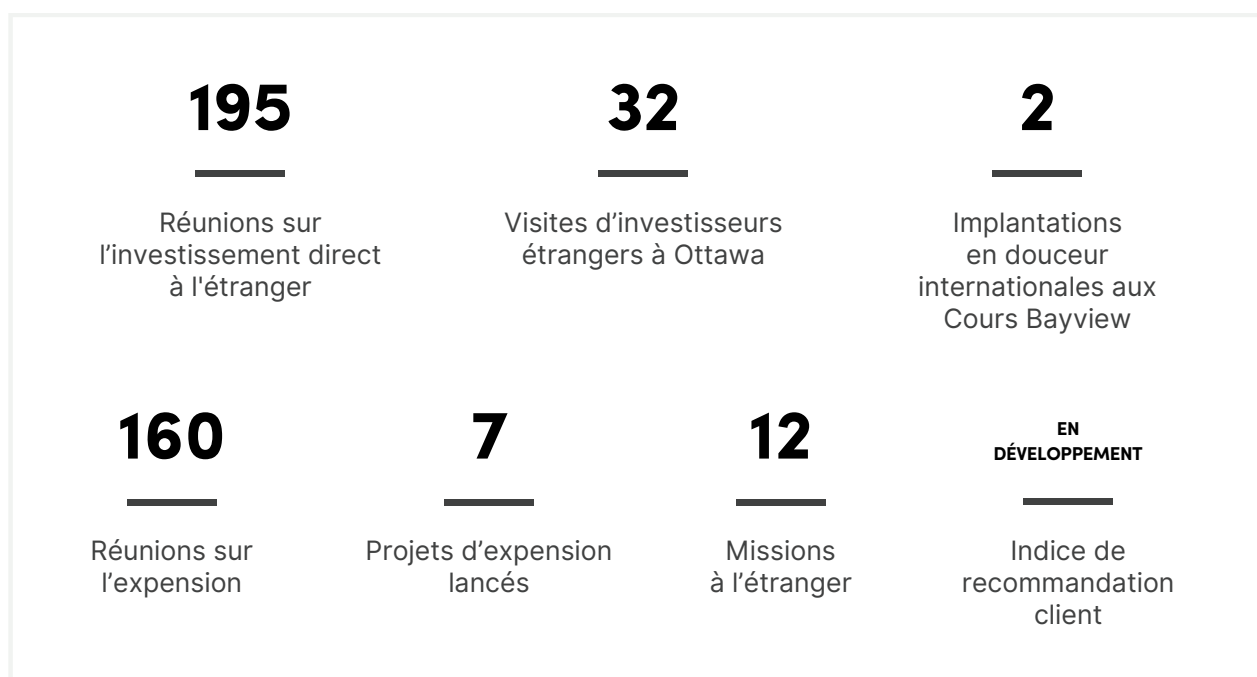 195
Réunions sur
l’investissement direct
à l'étranger
32
Visites d’investisseurs
étrangers à Ottawa
2
Implantations
en douceur
internationales aux
Cours Bayview
160
Réunions sur
l’expension
7
Projets d’expension
lancés
12
Missions
à l’étranger
EN
DÉVELOPPEMENT
Indice de
recommandation
client